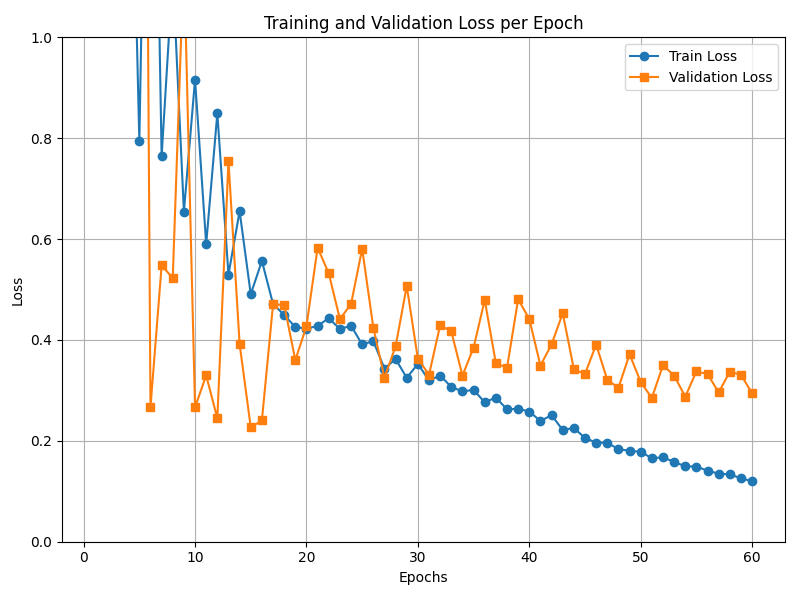 Training and Validation Loss per Epoch
Train Loss
Validation Loss
Loss
1.0
0.8
0.6
0.4
0.2
0.0
0 10 20 30 40 50 60
Epochs